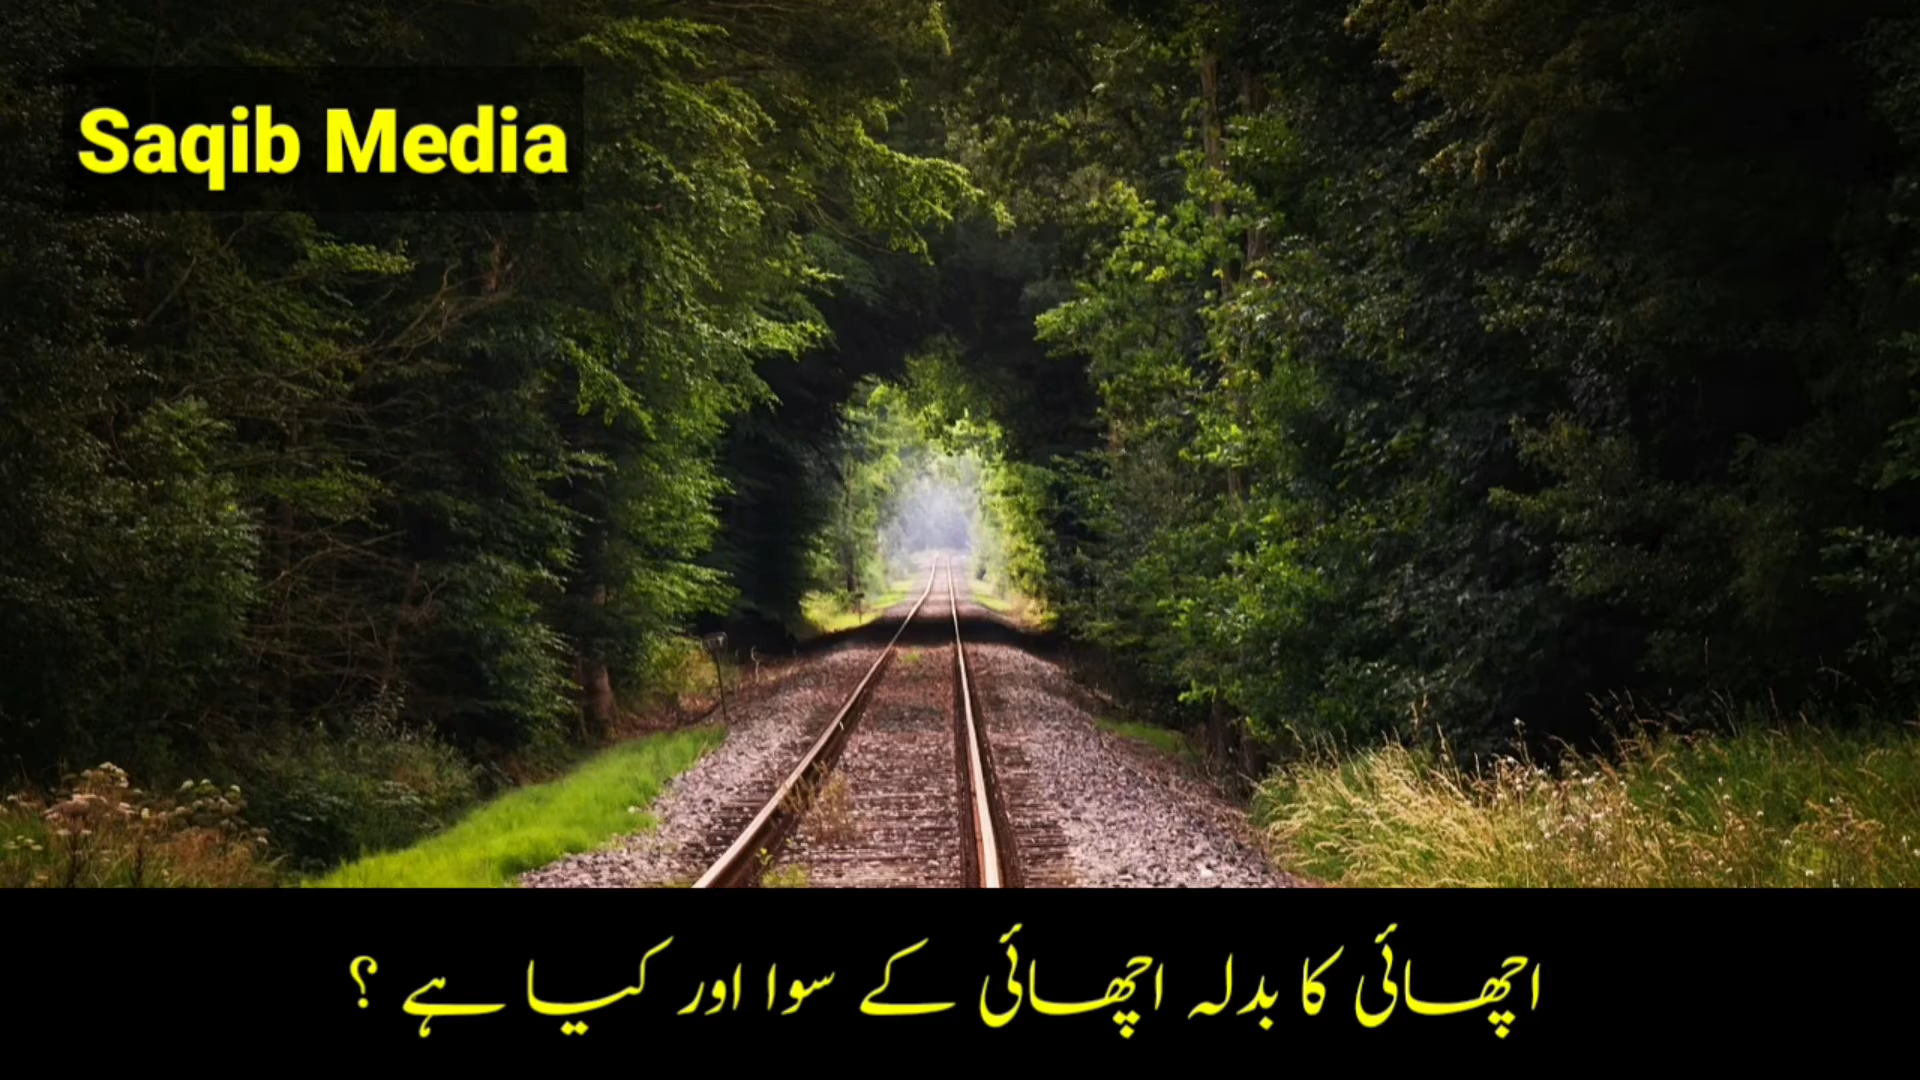 Saqib Media
اچھائی کا بدلہ اچھائی کے سوا اور کیا ہے ؟